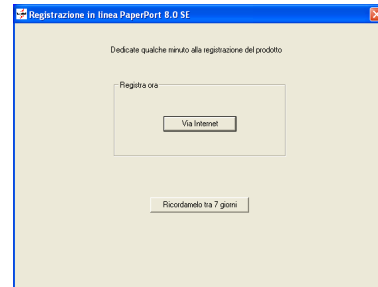 Registrazione in linea PaperPort 8.0 SE
Dedicate qualche minuto alla registrazione del prodotto
Registra ora
Via Internet
Ricordamelo tra 7 giorni